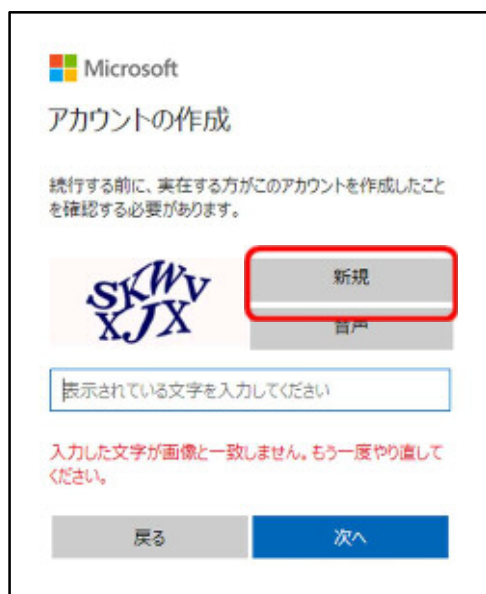 Microsoft
アカウントの作成
続行する前に、実在する方がこのアカウントを作成したこと
を確認する必要があります。
SKWV
XJX
新規
音声
表示されている文字を入力してください
入力した文字が画像と一致しません。もう一度やり直して
ください。
戻る
次へ